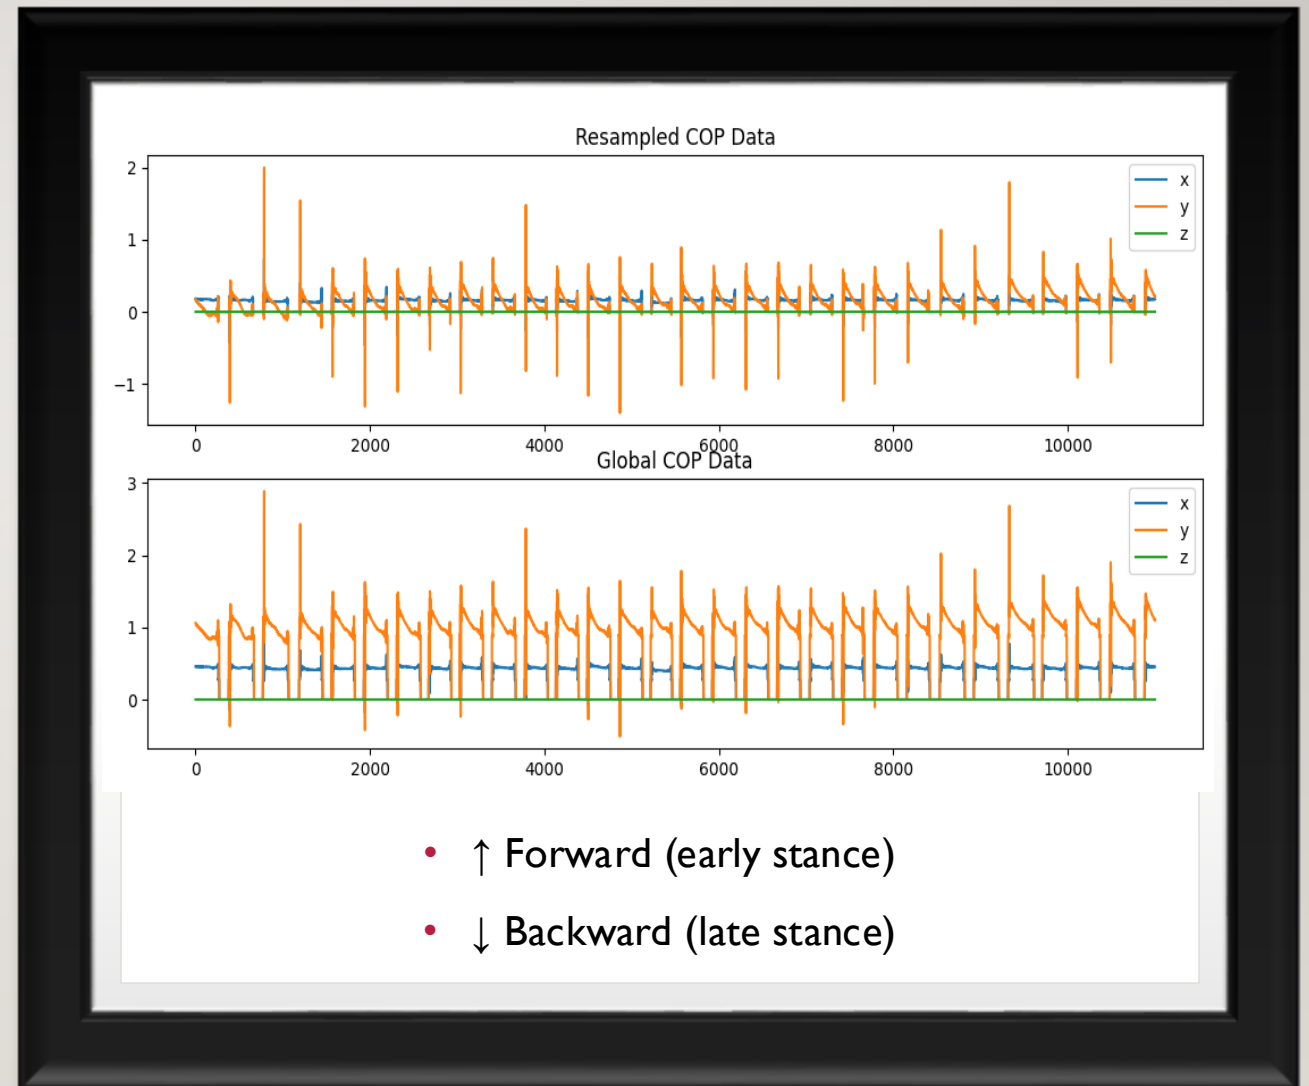 Resampled COP Data
2
1
0
−1
x
y
z
0 2000 4000 6000 8000 10000
Global COP Data
3
2
1
0
x
y
z
0 2000 4000 6000 8000 10000
• ↑ Forward (early stance)
• ↓ Backward (late stance)